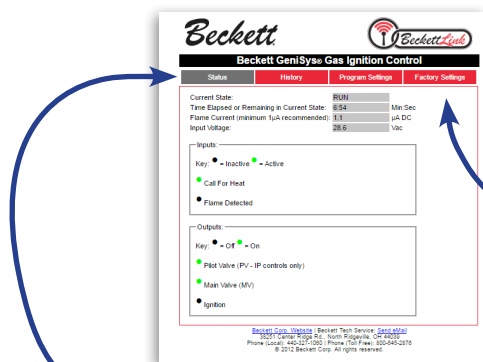 Beckett
BeckettLink
Beckett GeniSys® Gas Ignition Control
Status History Program Settings Factory Settings
Current State: RUN
Time Elapsed or Remaining in Current State: 6:54 Min:Sec
Flame Current (minimum 1µA recommended): 1.1 µA DC
Input Voltage: 28.6 Vac
Inputs:
Key: = Inactive = Active
Call For Heat
Flame Detected
Outputs:
Key: = Off = On
Pilot Valve (PV - IP controls only)
Main Valve (MV)
Ignition
Beckett Corp. Website | Beckett Tech Service: Send eMail
38251 Center Ridge Rd., North Ridgeville, OH 44039
Phone (Local): 440-327-1060 | Phone (Toll Free): 800-645-2876
© 2012 Beckett Corp. All rights reserved.